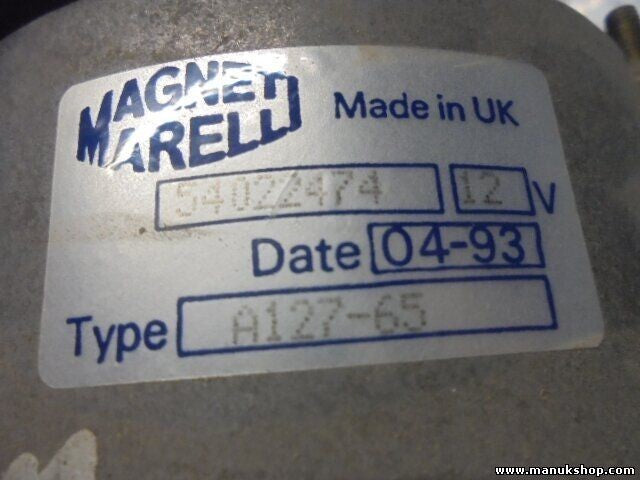 MAGNETI
MARELLI
Made in UK
54022474 12 V
Date 04-93
Type A127-65
www.manukshop.com